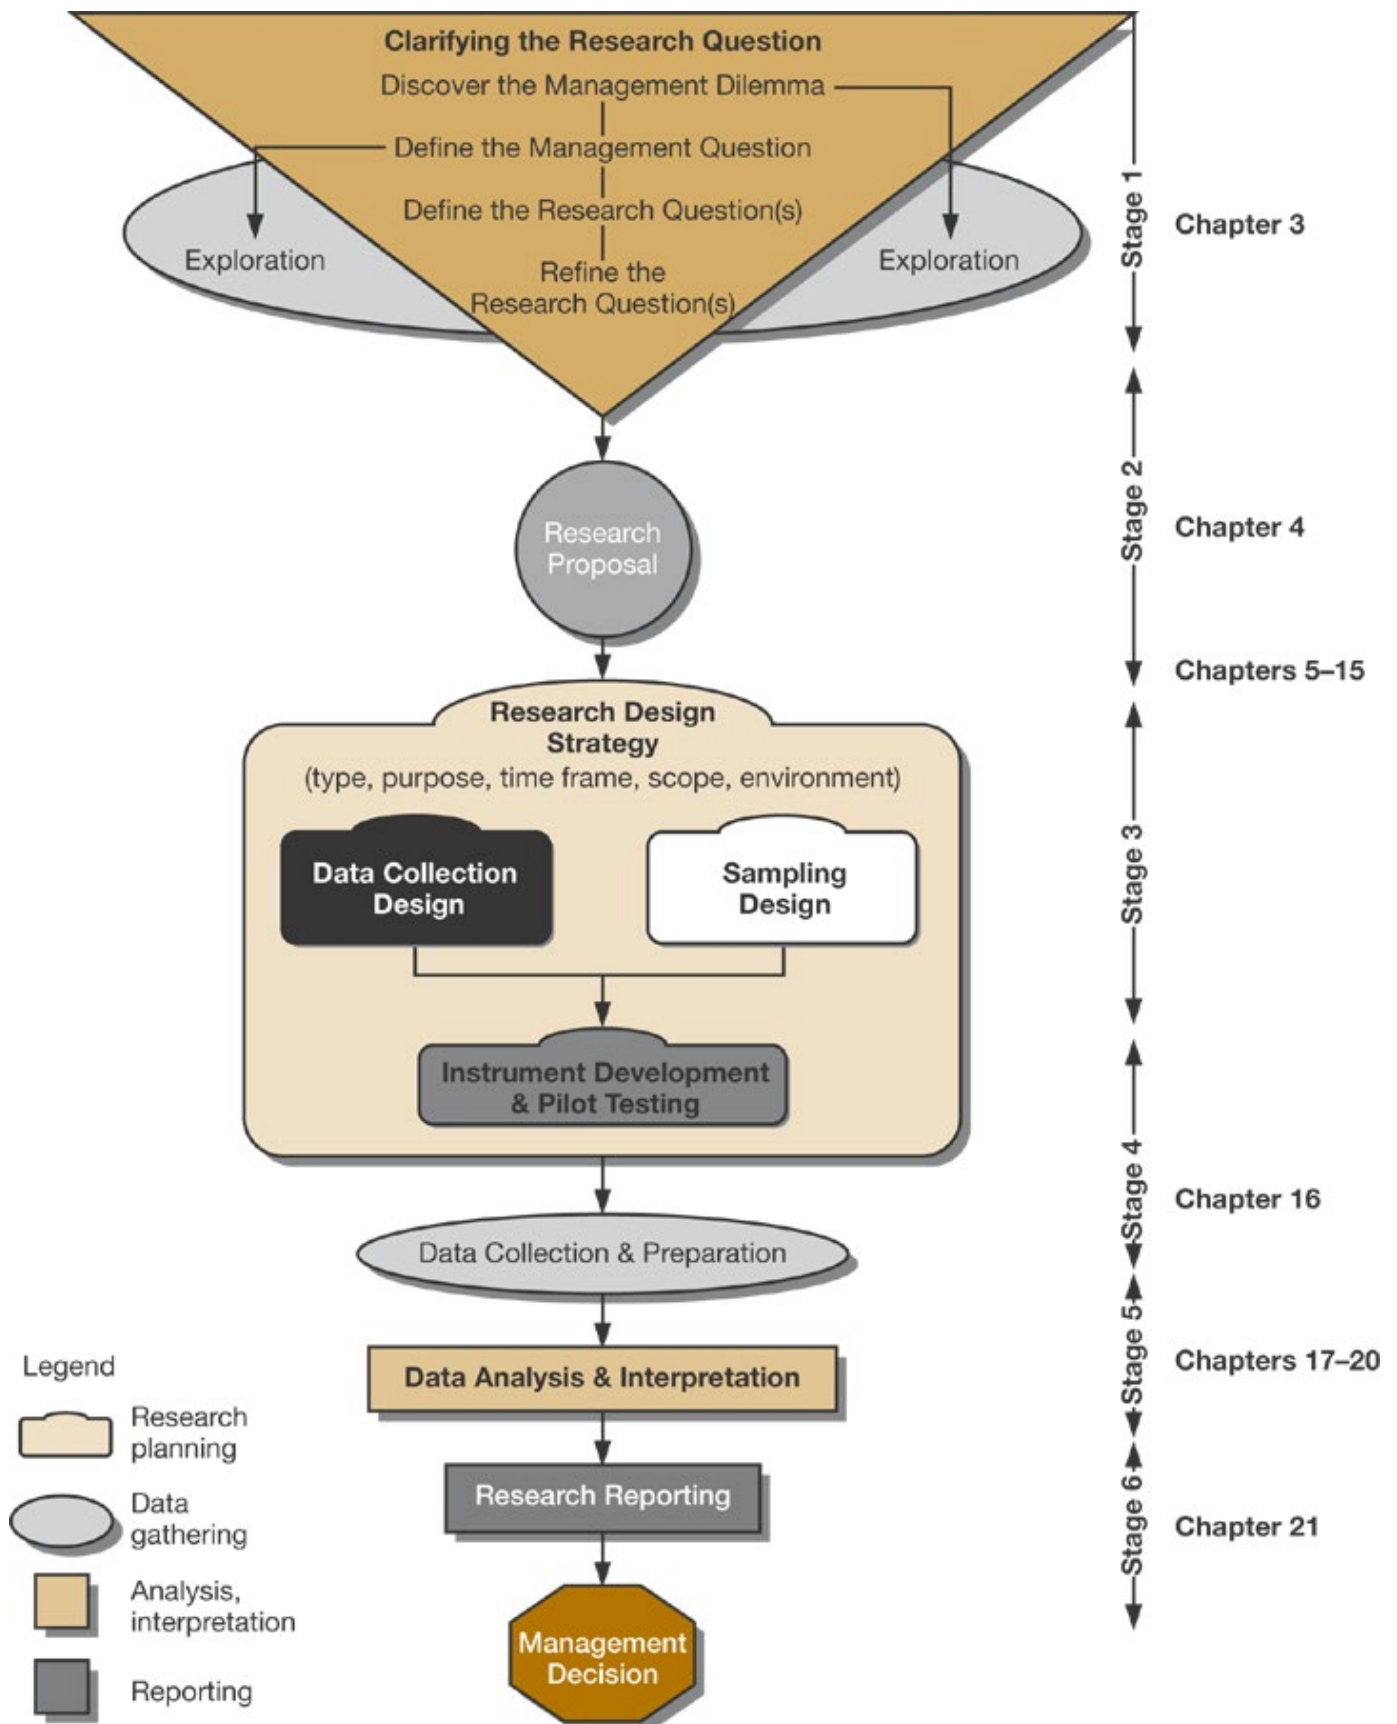 Clarifying the Research Question
Discover the Management Dilemma
Define the Management Question
Define the Research Question(s)
Exploration
Refine the
Research Question(s)
Exploration
Stage 1
Chapter 3
Research
Proposal
Stage 2
Chapter 4
Chapters 5–15
Research Design
Strategy
(type, purpose, time frame, scope, environment)
Data Collection
Design
Sampling
Design
Stage 3
Instrument Development
& Pilot Testing
Stage 4
Chapter 16
Data Collection & Preparation
Data Analysis & Interpretation
Stage 5
Chapters 17–20
Research Reporting
Stage 6
Chapter 21
Management
Decision
Legend
Research
planning
Data
gathering
Analysis,
interpretation
Reporting